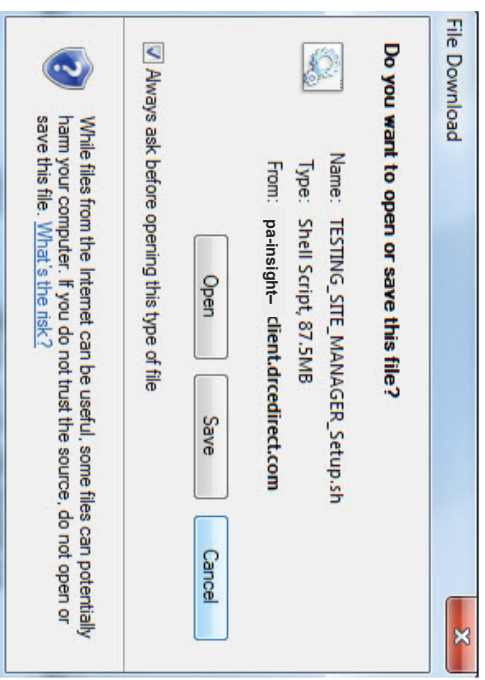 File Download
Do you want to open or save this file?
Name: TESTING_SITE_MANAGER_Setup.sh
Type: Shell Script, 87.5MB
From: pa-insight– client.drcedirect.com
Open Save Cancel
Always ask before opening this type of file
While files from the Internet can be useful, some files can potentially
harm your computer. If you do not trust the source, do not open or
save this file. What's the risk?